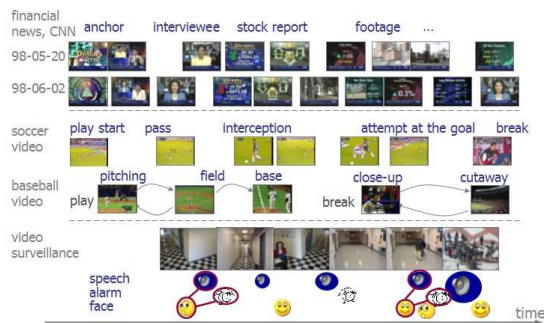 financial
news, CNN
anchor interviewee stock report footage ...
98-05-20
98-06-02
soccer
video
play start pass interception attempt at the goal break
baseball
video
pitching field base close-up cutaway
play break
video
surveillance
speech
alarm
face
time